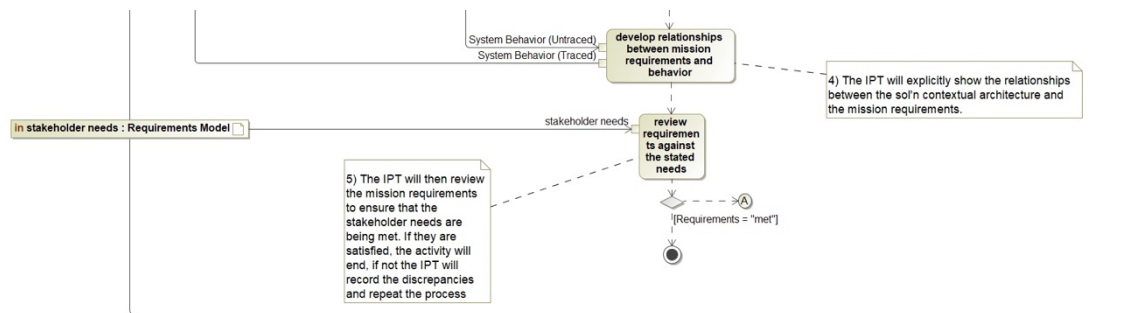 System Behavior (Untraced)
System Behavior (Traced)
develop relationships
between mission
requirements and
behavior
4) The IPT will explicitly show the relationships
between the sol'n contextual architecture and
the mission requirements.
in stakeholder needs : Requirements Model
stakeholder needs
review
requiremen
ts against
the stated
needs
5) The IPT will then review
the mission requirements
to ensure that the
stakeholder needs are
being met. If they are
satisfied, the activity will
end, if not the IPT will
record the discrepancies
and repeat the process
A
[Requirements = "met"]